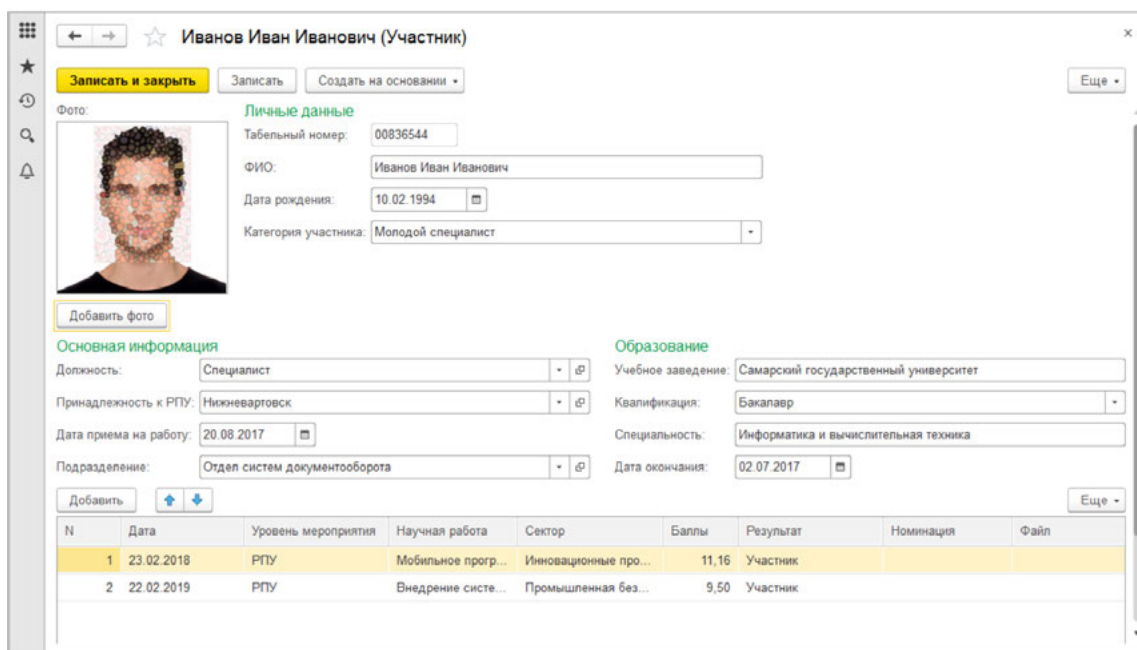 Иванов Иван Иванович (Участник)
Записать и закрыть Записать Создать на основании Еще
Фото: Личные данные
Табельный номер: 00836544
ФИО: Иванов Иван Иванович
Дата рождения: 10.02.1994
Категория участника: Молодой специалист
Добавить фото
Основная информация Образование
Должность: Специалист Учебное заведение: Самарский государственный университет
Принадлежность к РПУ: Нижневартовск Квалификация: Бакалавр
Дата приема на работу: 20.08.2017 Специальность: Информатика и вычислительная техника
Подразделение: Отдел систем документооборота Дата окончания: 02.07.2017
Добавить Еще
N Дата Уровень мероприятия Научная работа Сектор Баллы Результат Номинация Файл
1 23.02.2018 РПУ Мобильное прогр... Инновационные про... 11,16 Участник
2 22.02.2019 РПУ Внедрение систе... Промышленная без... 9,50 Участник